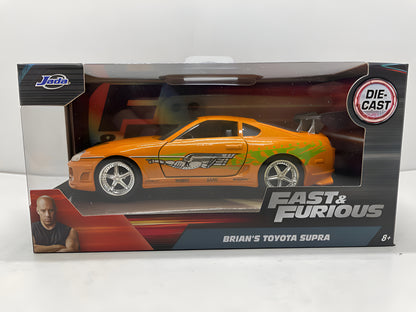 Jada
DIE-
CAST
FAST &
FURIOUS
BRIAN'S TOYOTA SUPRA
8+